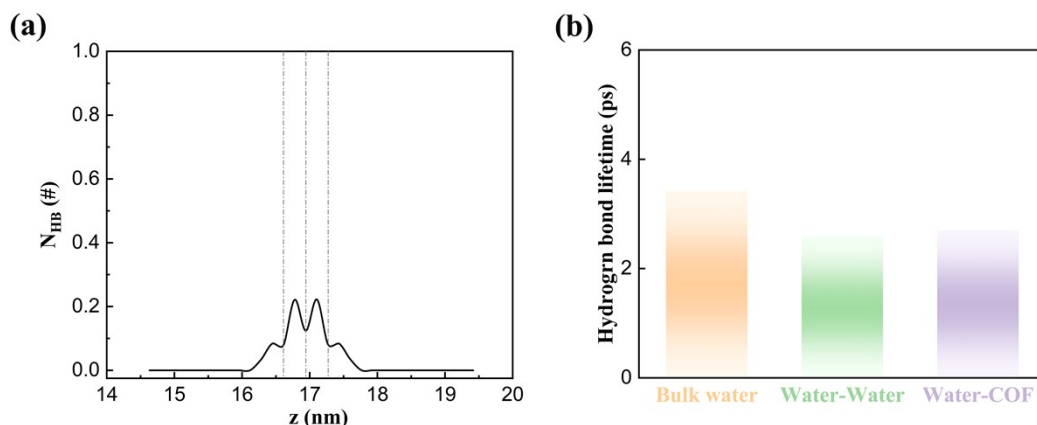 (a)
1.0
0.8
0.6
0.4
0.2
0.0
N_HB (#)
14 15 16 17 18 19 20
z (nm)
(b)
6
4
2
0
Hydrogrn bond lifetime (ps)
Bulk water Water-Water Water-COF